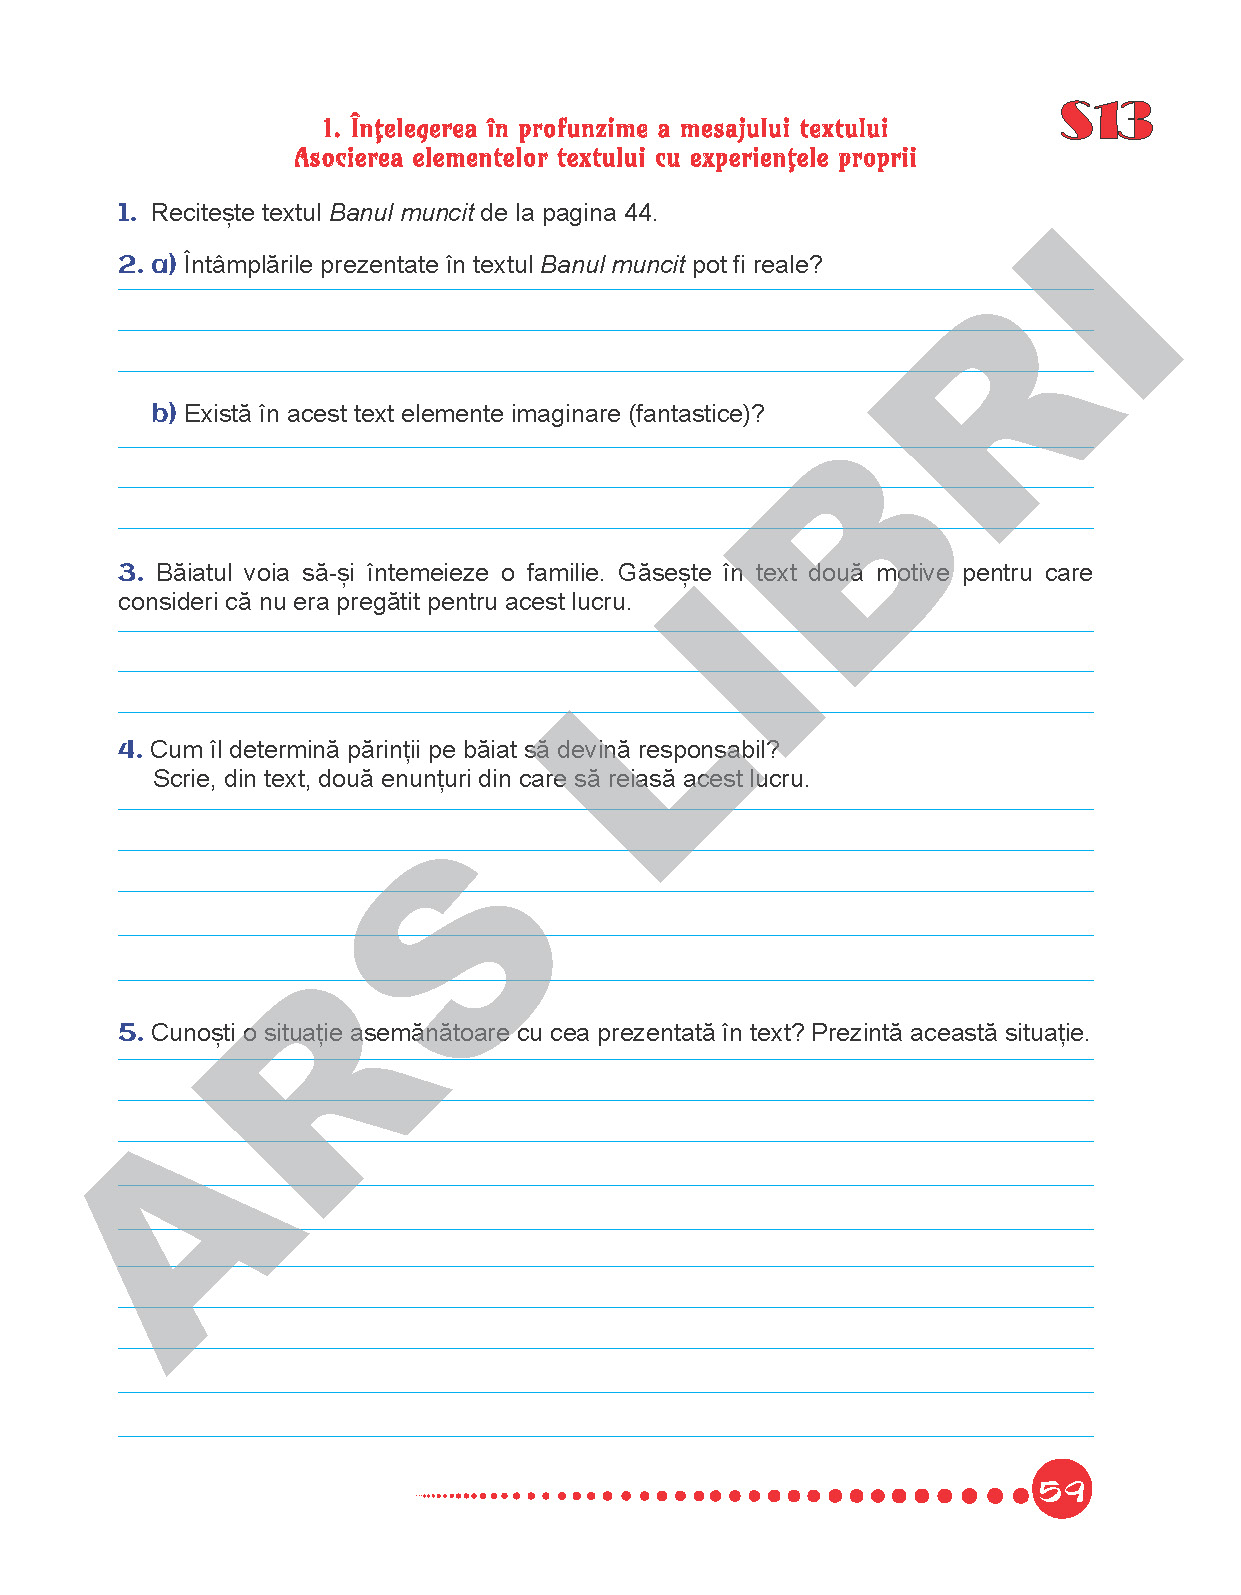 S13
1. Înțelegerea în profunzime a mesajului textului
Asocierea elementelor textului cu experiențele proprii
1. Recitește textul Banul muncit de la pagina 44.
2. a) Întâmplările prezentate în textul Banul muncit pot fi reale?
b) Există în acest text elemente imaginare (fantastice)?
3. Băiatul voia să-și întemeieze o familie. Găsește în text două motive pentru care
consideri că nu era pregătit pentru acest lucru.
4. Cum îl determină părinții pe băiat să devină responsabil?
Scrie, din text, două enunțuri din care să reiasă acest lucru.
5. Cunoști o situație asemănătoare cu cea prezentată în text? Prezintă această situație.
59
ARS LIBRI